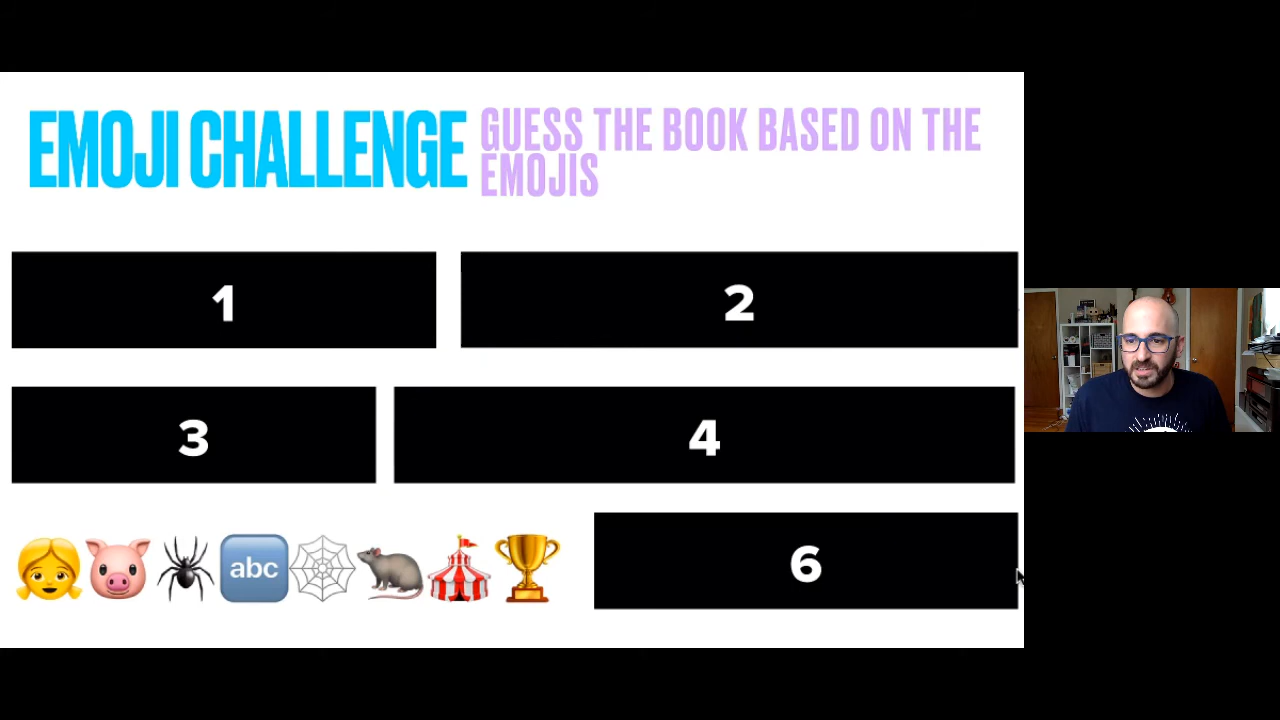 EMOJI CHALLENGE
GUESS THE BOOK BASED ON THE
EMOJIS
1
2
3
4
abc
6